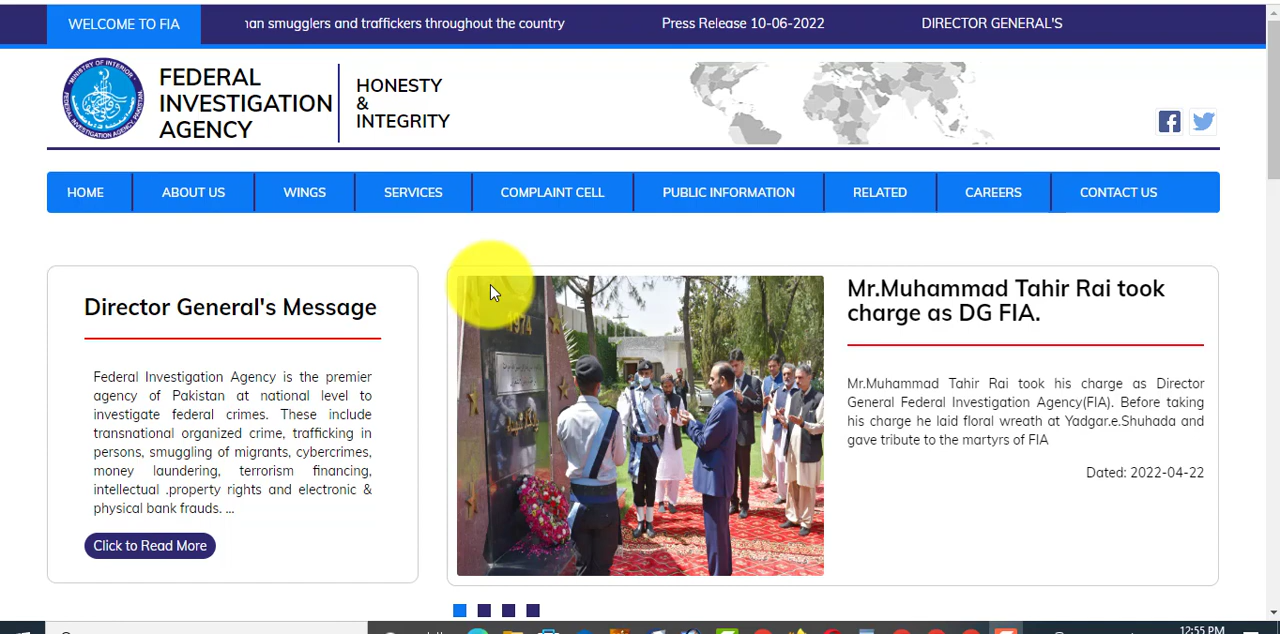 WELCOME TO FIA
nan smugglers and traffickers throughout the country
Press Release 10-06-2022
DIRECTOR GENERAL'S
FEDERAL
INVESTIGATION
AGENCY
HONESTY
&
INTEGRITY
HOME
ABOUT US
WINGS
SERVICES
COMPLAINT CELL
PUBLIC INFORMATION
RELATED
CAREERS
CONTACT US
Director General's Message
Federal Investigation Agency is the premier
agency of Pakistan at national level to
investigate federal crimes. These include
transnational organized crime, trafficking in
persons, smuggling of migrants, cybercrimes,
money laundering, terrorism financing,
intellectual .property rights and electronic &
physical bank frauds. ...
Click to Read More
1974
Mr.Muhammad Tahir Rai took
charge as DG FIA.
Mr.Muhammad Tahir Rai took his charge as Director
General Federal Investigation Agency(FIA). Before taking
his charge he laid floral wreath at Yadgar.e.Shuhada and
gave tribute to the martyrs of FIA
Dated: 2022-04-22
12:55 PM